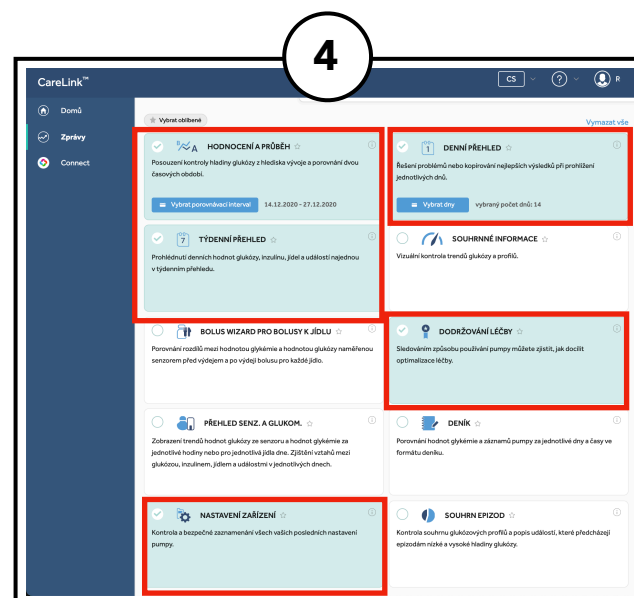 4
CareLink™
CS
?
R
Domů
Zprávy
Connect
Vybrat oblíbené
Vymazat vše
B A HODNOCENÍ A PRŮBĚH
Posouzení kontroly hladiny glukózy z hlediska vývoje a porovnání dvou
časových období.
Vybrat porovnávací interval 14.12.2020 - 27.12.2020
1 DENNÍ PŘEHLED
Řešení problémů nebo kopírování nejlepších výsledků při prohlížení
jednotlivých dnů.
Vybrat dny vybraný počet dnů: 14
7 TÝDENNÍ PŘEHLED
Prohlédnutí denních hodnot glukózy, inzulínu, jídel a událostí najednou
v týdenním přehledu.
SOUHRNNÉ INFORMACE
Vizuální kontrola trendů glukózy a profilů.
BOLUS WIZARD PRO BOLUSY K JÍDLU
Porovnání rozdílů mezi hodnotou glykémie a hodnotou glukózy naměřenou
senzorem před výdejem a po výdeji bolusu pro každé jídlo.
DODRŽOVÁNÍ LÉČBY
Sledováním způsobu používání pumpy můžete zjistit, jak docílit
optimalizace léčby.
PŘEHLED SENZ. A GLUKOM.
Zobrazení trendů hodnot glukózy ze senzoru a hodnot glykémie za
jednotlivé hodiny nebo pro jednotlivá jídla dne. Zjištění vztahů mezi
glukózou, inzulinem, jídlem a událostmi v jednotlivých dnech.
DENÍK
Porovnání hodnot glykémie a záznamů pumpy za jednotlivé dny a časy ve
formátu deníku.
NASTAVENÍ ZAŘÍZENÍ
Kontrola a bezpečné zaznamenání všech vašich posledních nastavení
pumpy.
SOUHRN EPIZOD
Kontrola souhrnu glukózových profilů a popis událostí, které předcházejí
epizodám nízké a vysoké hladiny glukózy.